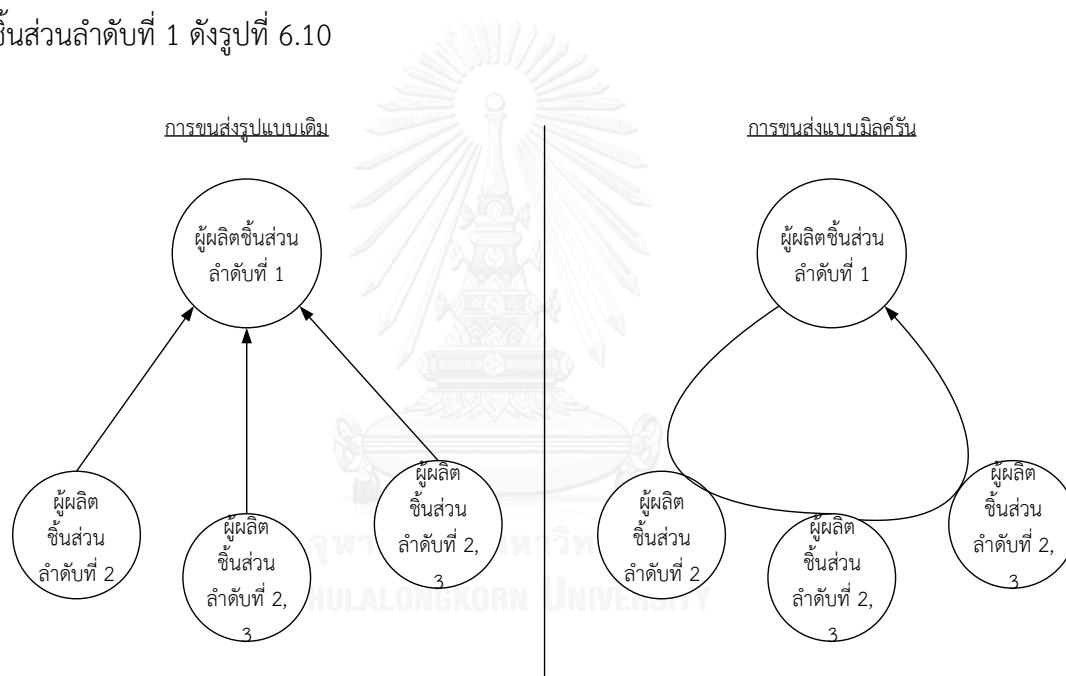 ชิ้นส่วนลำดับที่ 1 ดังรูปที่ 6.10
การขนส่งรูปแบบเดิม
ผู้ผลิตชิ้นส่วน
ลำดับที่ 1
ผู้ผลิต
ชิ้นส่วน
ลำดับที่ 2
ผู้ผลิต
ชิ้นส่วน
ลำดับที่ 2,
3
ผู้ผลิต
ชิ้นส่วน
ลำดับที่ 2,
3
การขนส่งแบบมิลค์รัน
ผู้ผลิตชิ้นส่วน
ลำดับที่ 1
ผู้ผลิต
ชิ้นส่วน
ลำดับที่ 2
ผู้ผลิต
ชิ้นส่วน
ลำดับที่ 2,
3
ผู้ผลิต
ชิ้นส่วน
ลำดับที่ 2,
3
HULALONGKORN UNIVERSITY